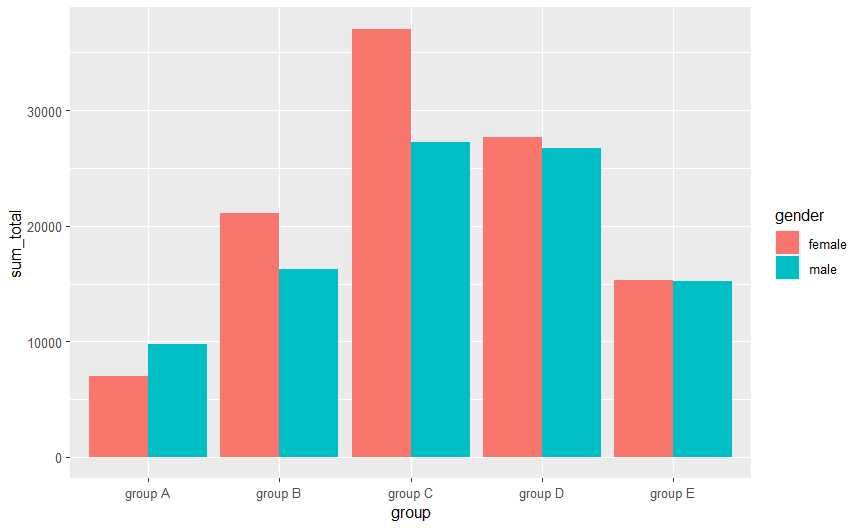 sum_total
30000
20000
10000
0
group A group B group C group D group E
group
gender
female
male